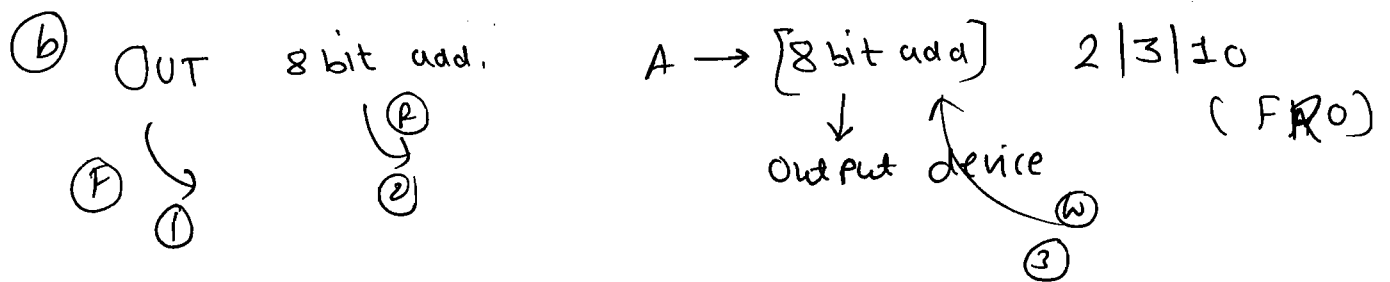 b OUT 8 bit add. A → [8 bit add] 2|3|10
R (FRO)
F output device
1 2 W
3